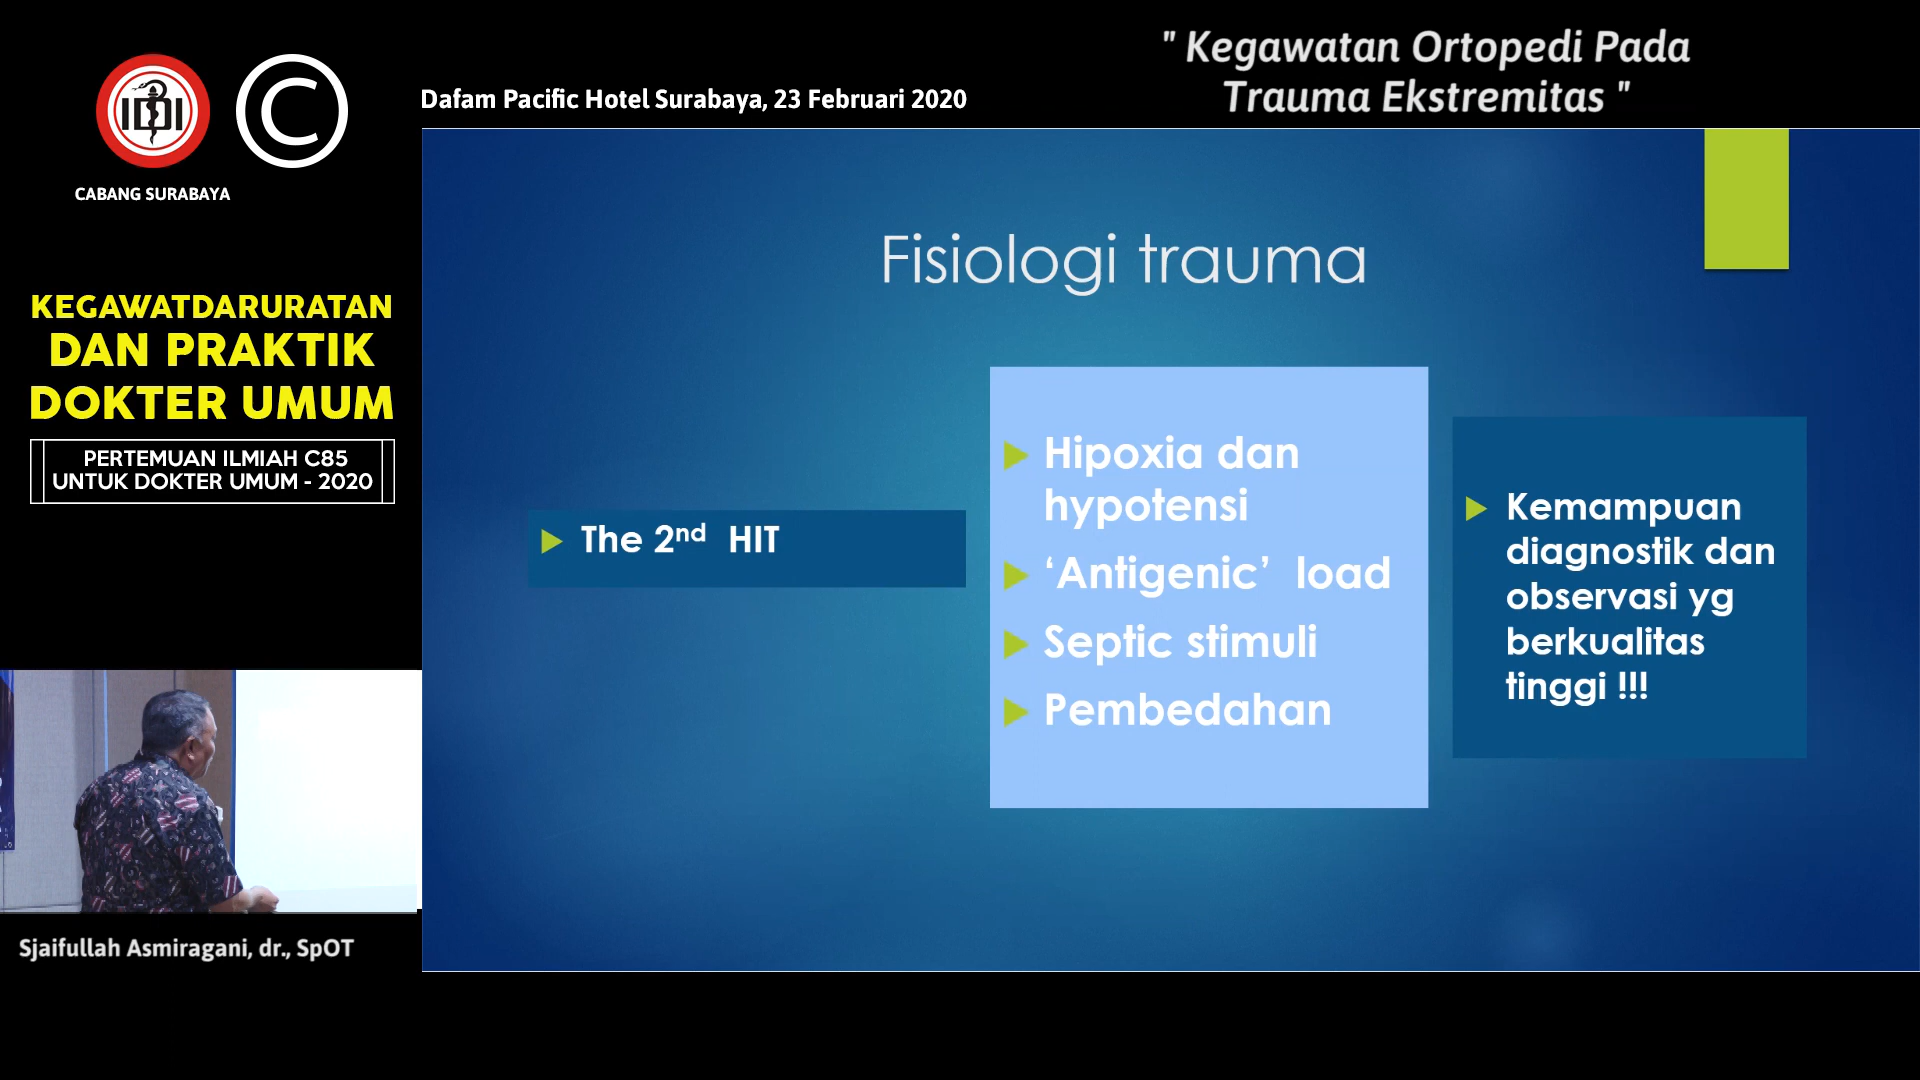 IDI
C
CABANG SURABAYA
Dafam Pacific Hotel Surabaya, 23 Februari 2020
" Kegawatan Ortopedi Pada
Trauma Ekstremitas "
KEGAWATDARURATAN
DAN PRAKTIK
DOKTER UMUM
PERTEMUAN ILMIAH C85
UNTUK DOKTER UMUM - 2020
Fisiologi trauma
The 2nd HIT
Hipoxia dan
hypotensi
‘Antigenic’ load
Septic stimuli
Pembedahan
Kemampuan
diagnostik dan
observasi yg
berkualitas
tinggi !!!
Sjaifullah Asmiragani, dr., SpOT